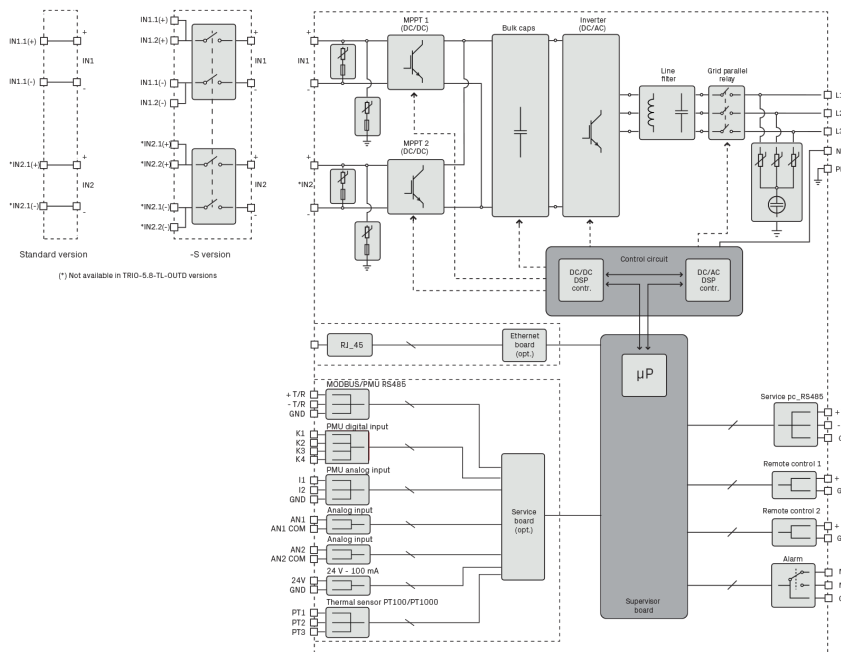 IN1.1(+)
IN1.1(-)
*IN2.1(+)
*IN2.1(-)
+
IN1
-
+
IN2
-
Standard version
IN1.1(+)
IN1.2(+)
IN1.1(-)
IN1.2(-)
*IN2.1(+)
*IN2.2(+)
*IN2.1(-)
*IN2.2(-)
+
IN1
-
+
IN2
-
-S version
(*) Not available in TRIO-5.8-TL-OUTD versions
+
IN1
-
+
*IN2
-
MPPT 1
(DC/DC)
MPPT 2
(DC/DC)
Bulk caps
Inverter
(DC/AC)
Line
filter
Grid parallel
relay
L1
L2
L3
N
Control circuit
DC/DC
DSP
contr.
DC/AC
DSP
contr.
RJ_45
Ethernet
board
(opt.)
μP
MODBUS/PMU RS485
+ T/R
- T/R
GND
PMU digital input
K1
K2
K3
K4
PMU analog input
I1
I2
GND
Analog input
AN1
AN1 COM
Analog input
AN2
AN2 COM
24 V - 100 mA
24V
GND
Thermal sensor PT100/PT1000
PT1
PT2
PT3
Service
board
(opt.)
Supervisor
board
Service pc_RS485
+
-
Remote control 1
+
Remote control 2
+
Alarm